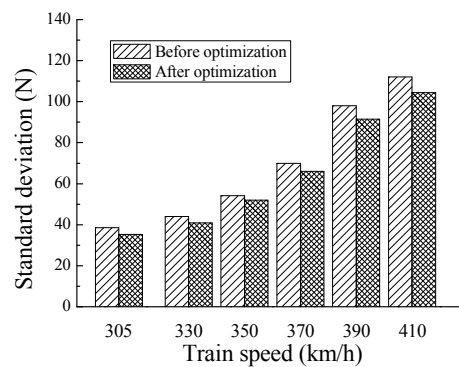 140
120
100
80
60
40
20
0
Standard deviation (N)
Before optimization
After optimization
305 330 350 370 390 410
Train speed (km/h)